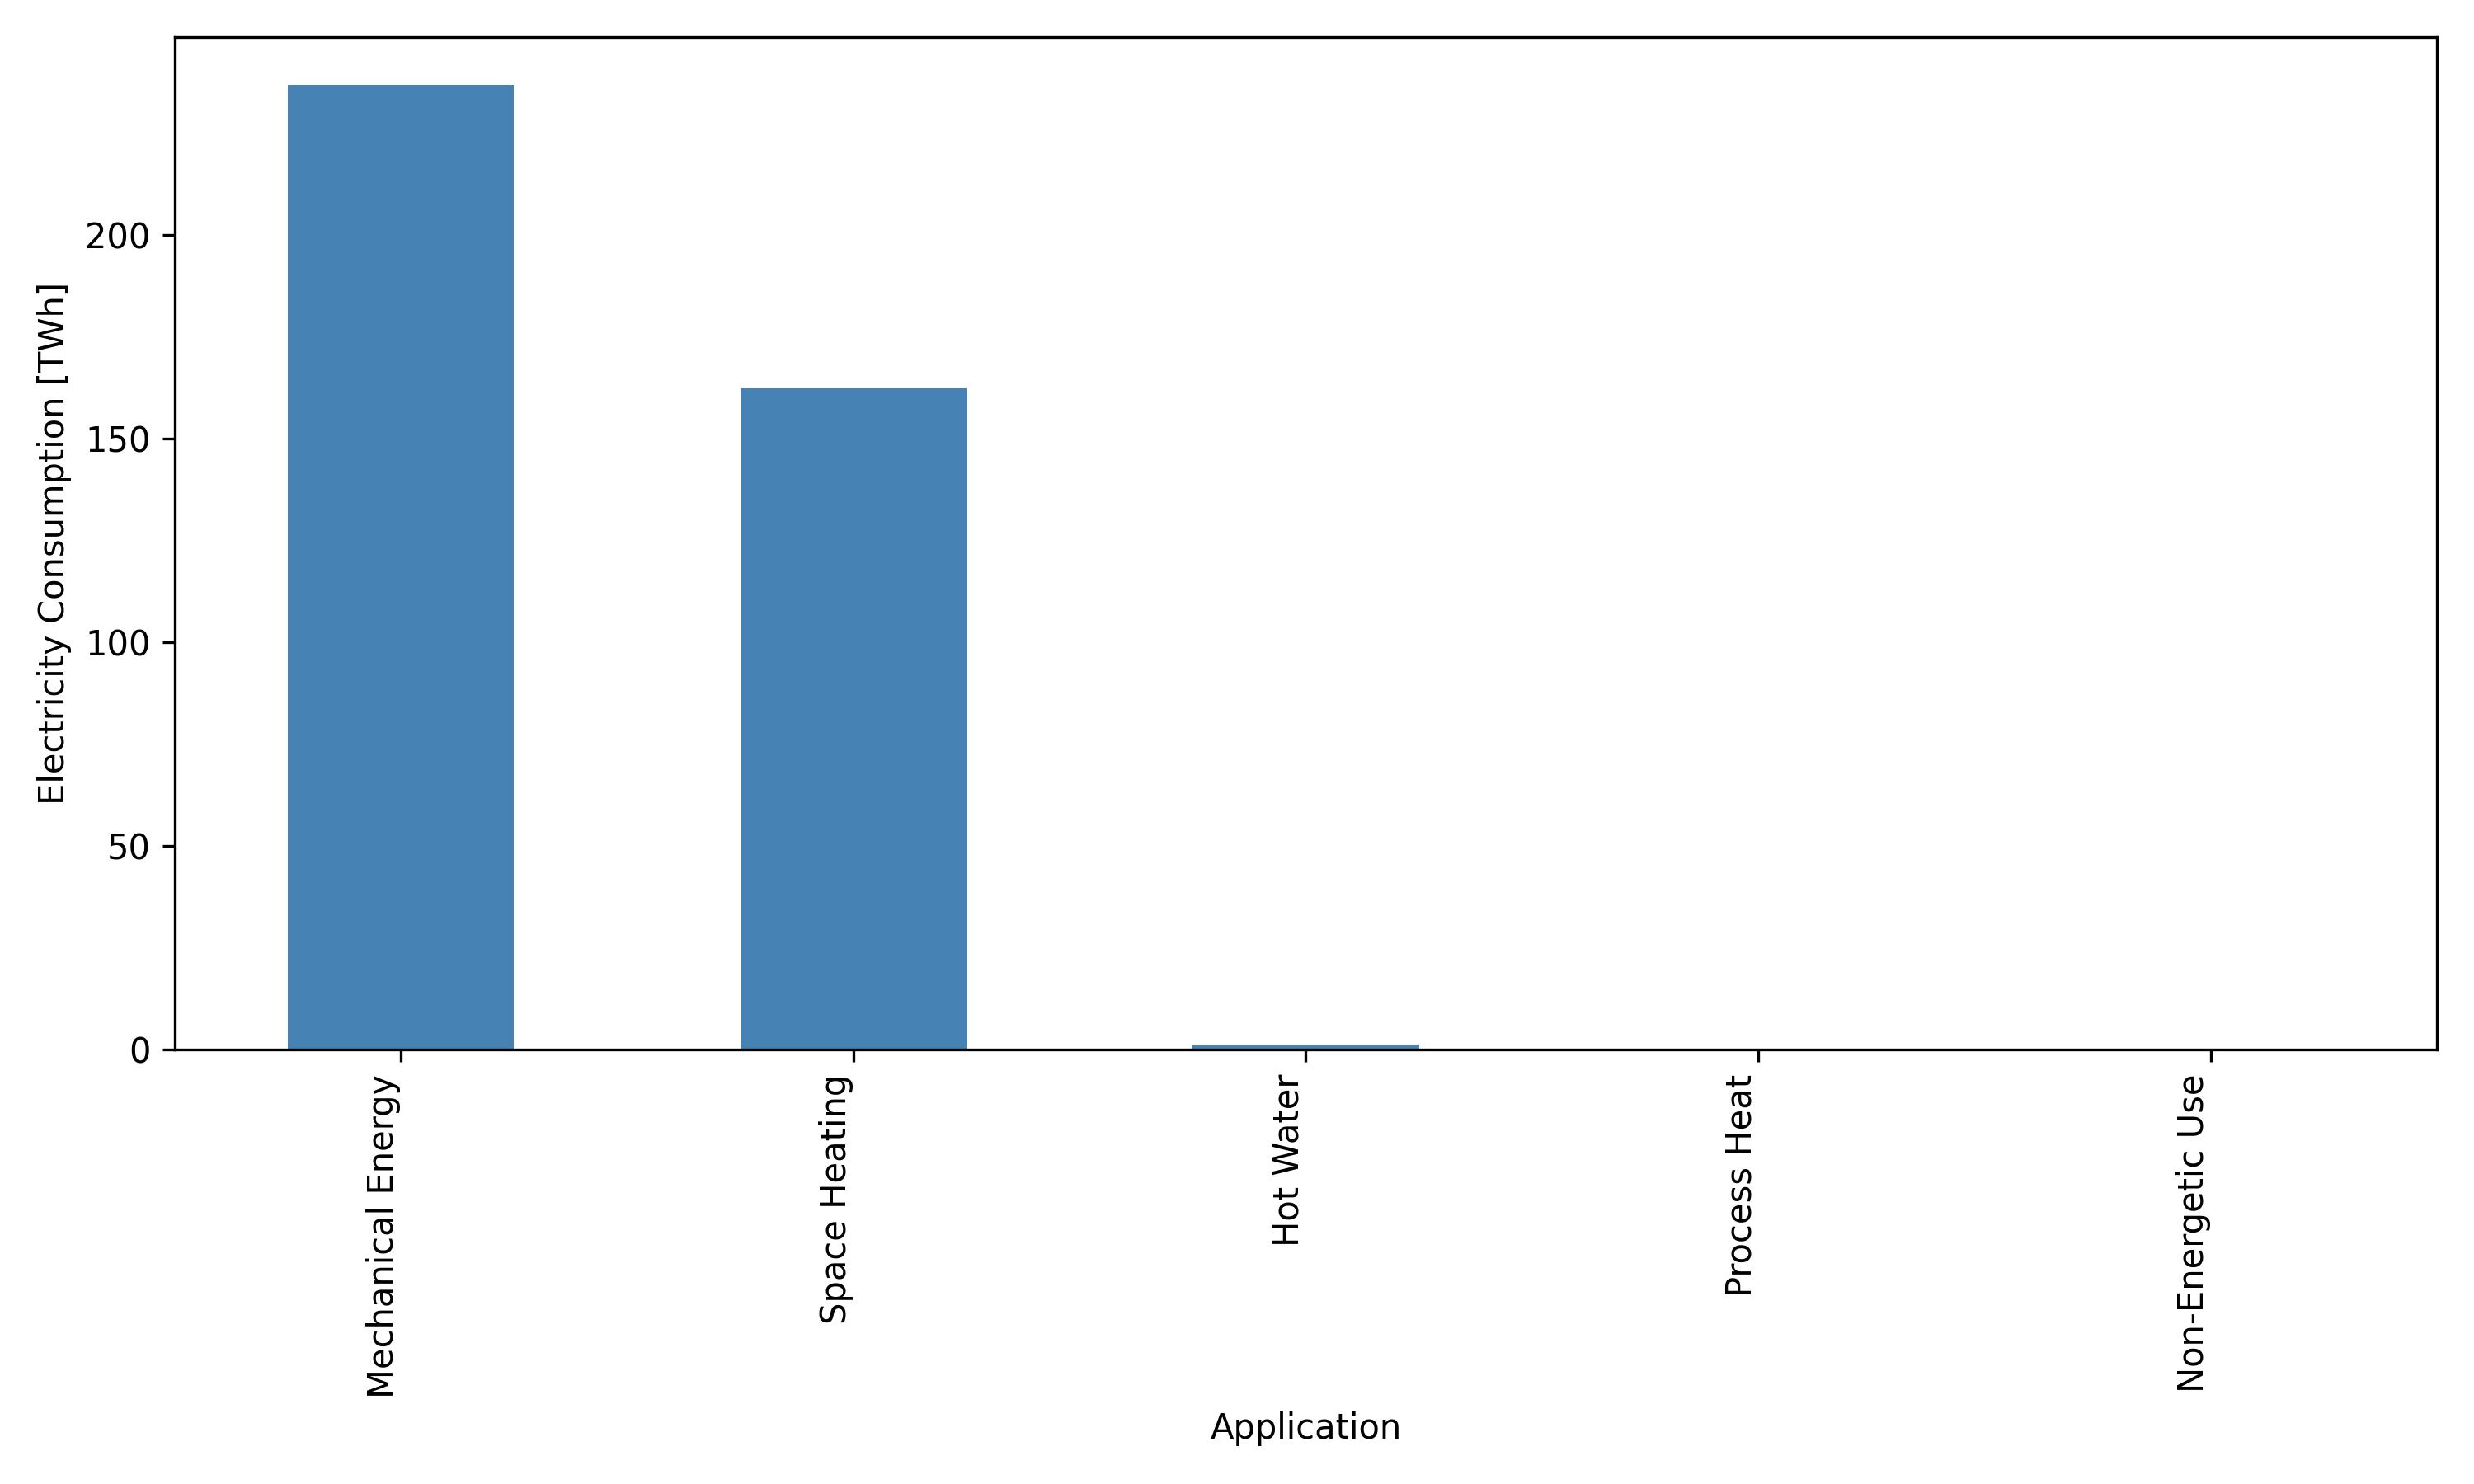 Electricity Consumption [TWh]
200
150
100
50
0
Mechanical Energy
Space Heating
Hot Water
Process Heat
Non-Energetic Use
Application